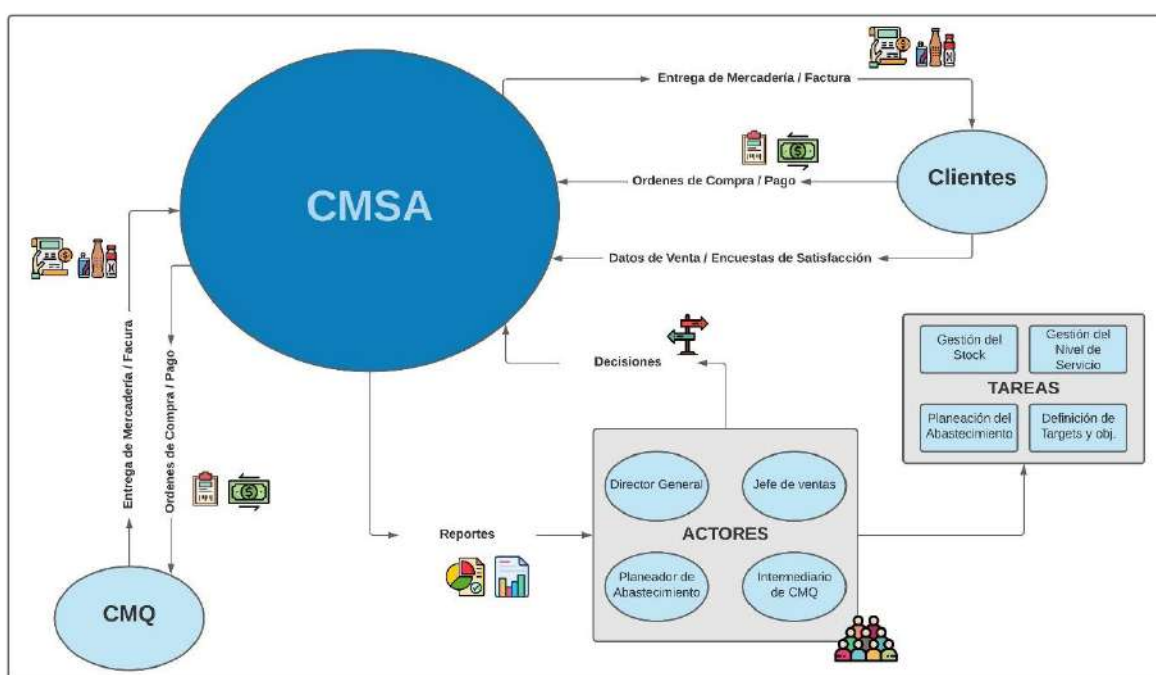 Entrega de Mercadería / Factura
Ordenes de Compra / Pago
Clientes
CMSA
Datos de Venta / Encuestas de Satisfacción
Entrega de Mercadería / Factura
Ordenes de Compra / Pago
Decisiones
Gestión del
Stock
Gestión del
Nivel de
Servicio
TAREAS
Planeación del
Abastecimiento
Definición de
Targets y obj.
Director General
Jefe de ventas
ACTORES
Planeador de
Abastecimiento
Intermediario
de CMQ
Reportes
CMQ